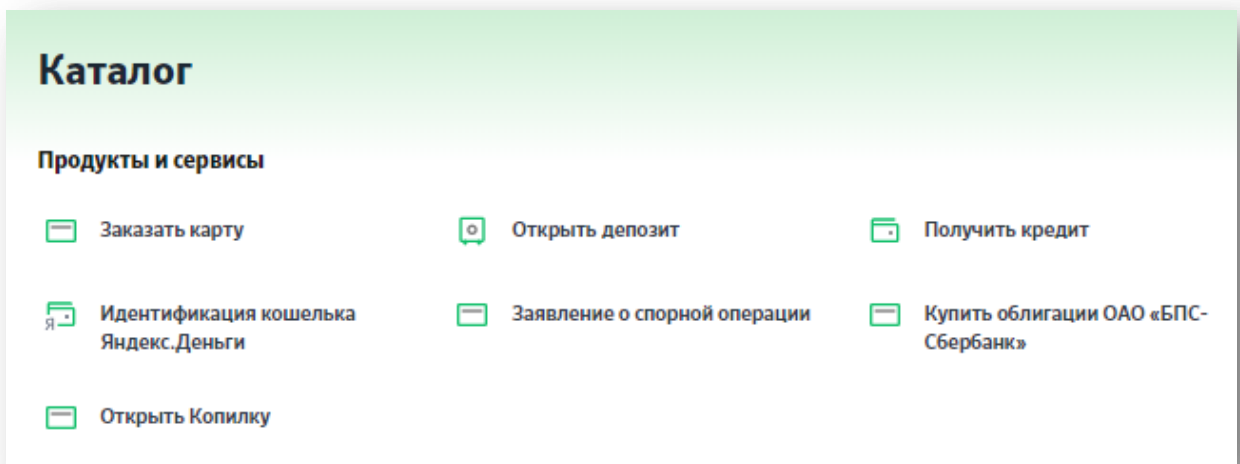 Каталог
Продукты и сервисы
Заказать карту
Открыть депозит
Получить кредит
Я
Идентификация кошелька
Яндекс.Деньги
Заявление о спорной операции
Купить облигации ОАО «БПС-
Сбербанк»
Открыть Копилку